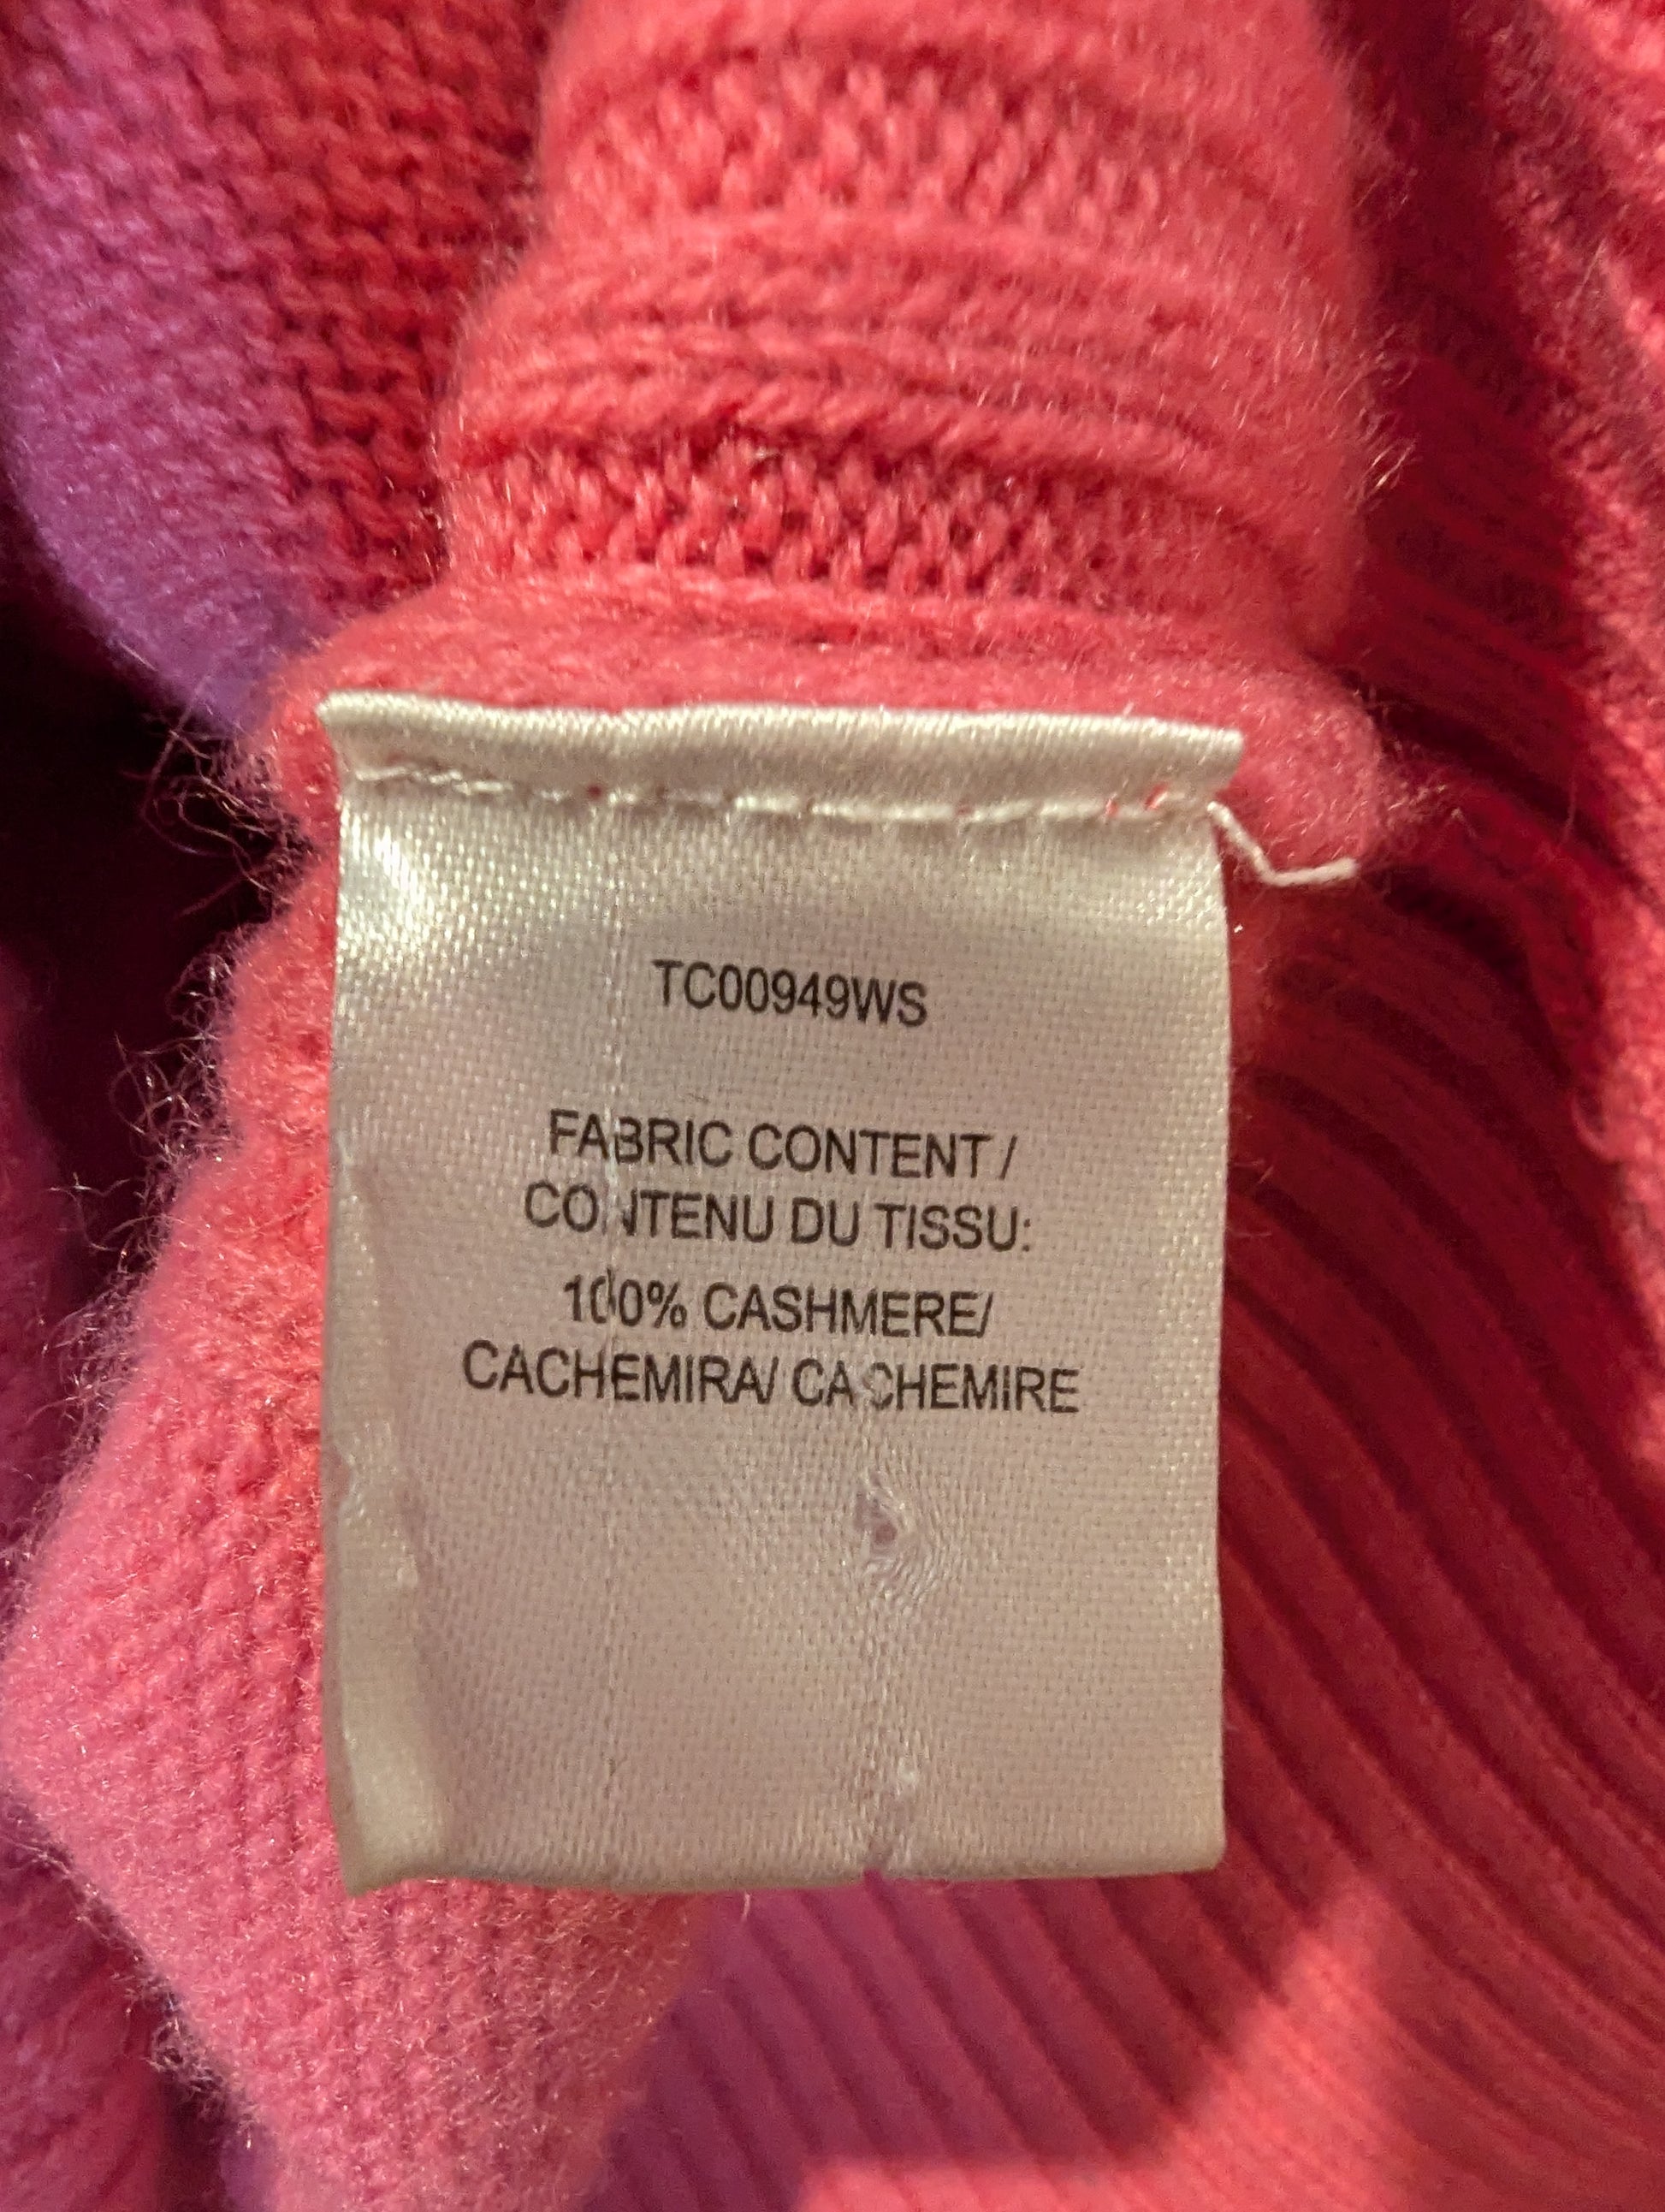 TC00949WS
FABRIC CONTENT /
CONTENU DU TISSU:
100% CASHMERE/
CACHEMIRA/ CACHEMIRE